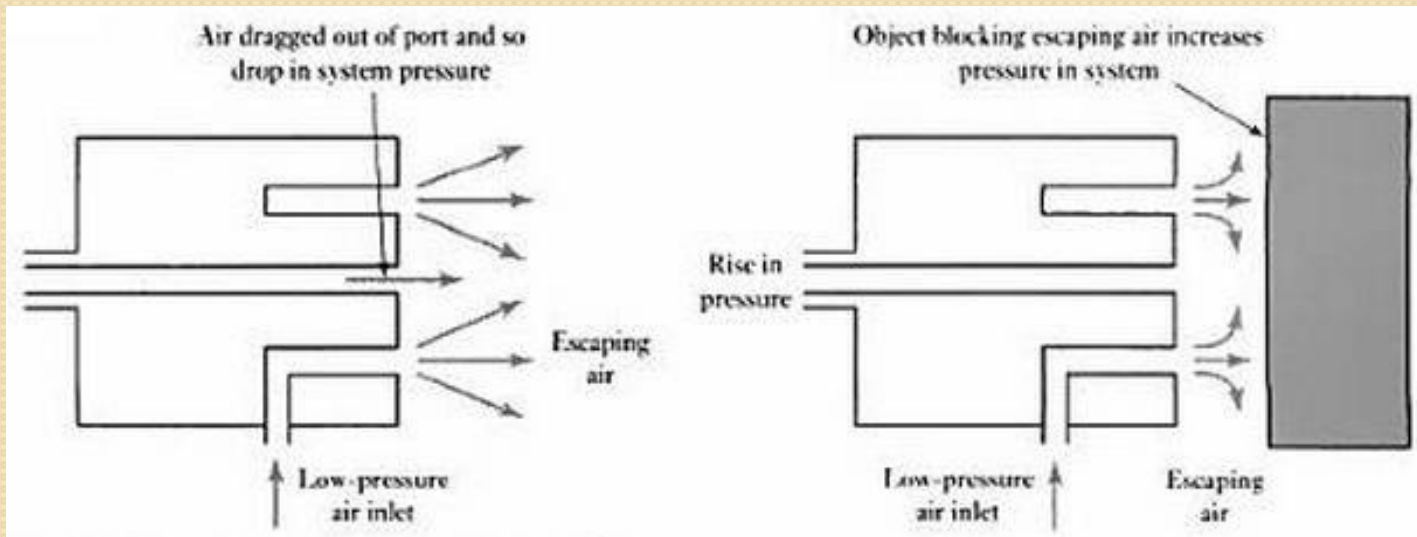 Air dragged out of port and so
drop in system pressure
Escaping
air
Low-pressure
air inlet
Object blocking escaping air increases
pressure in system
Rise in
pressure
Low-pressure
air inlet
Escaping
air